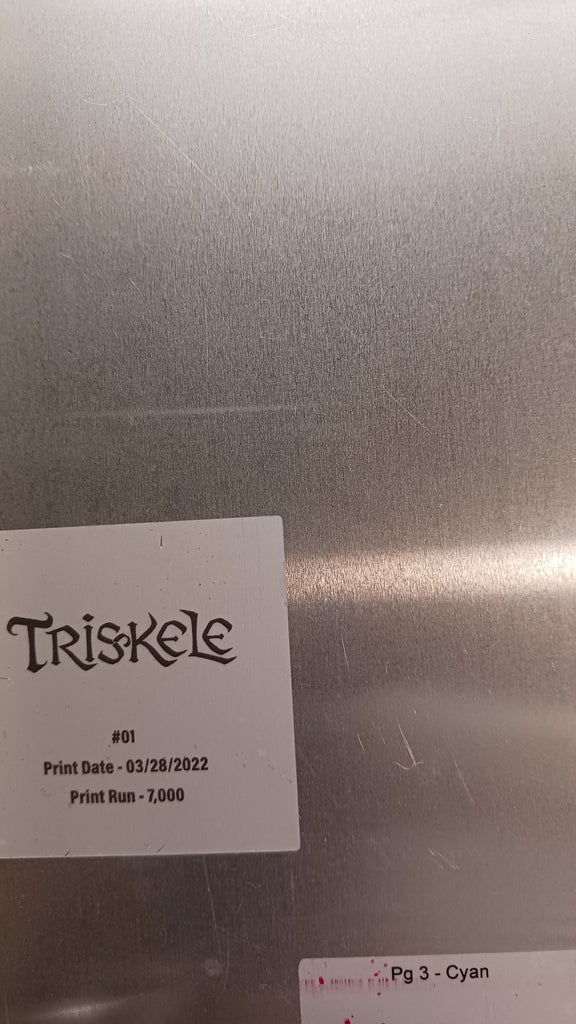 TRISKELE
#01
Print Date - 03/28/2022
Print Run - 7,000
Pg 3 - Cyan